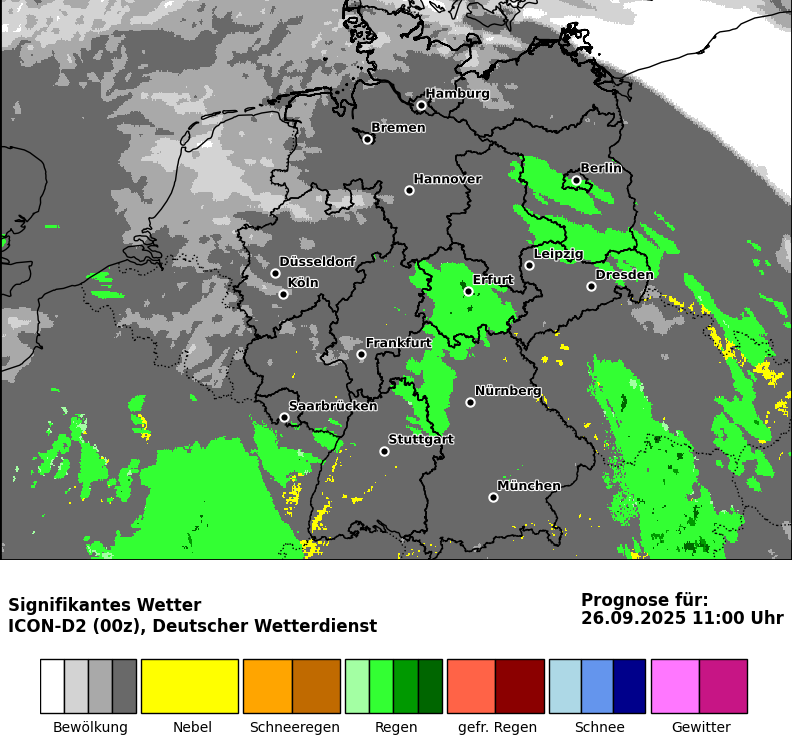 Hamburg
Bremen
Berlin
Hannover
Leipzig
Düsseldorf
Dresden
Köln
Erfurt
Frankfurt
Nürnberg
Saarbrücken
Stuttgart
München
Signifikantes Wetter
ICON-D2 (00z), Deutscher Wetterdienst
Prognose für:
26.09.2025 11:00 Uhr
Bewölkung
Nebel
Schneeregen
Regen
gefr. Regen
Schnee
Gewitter